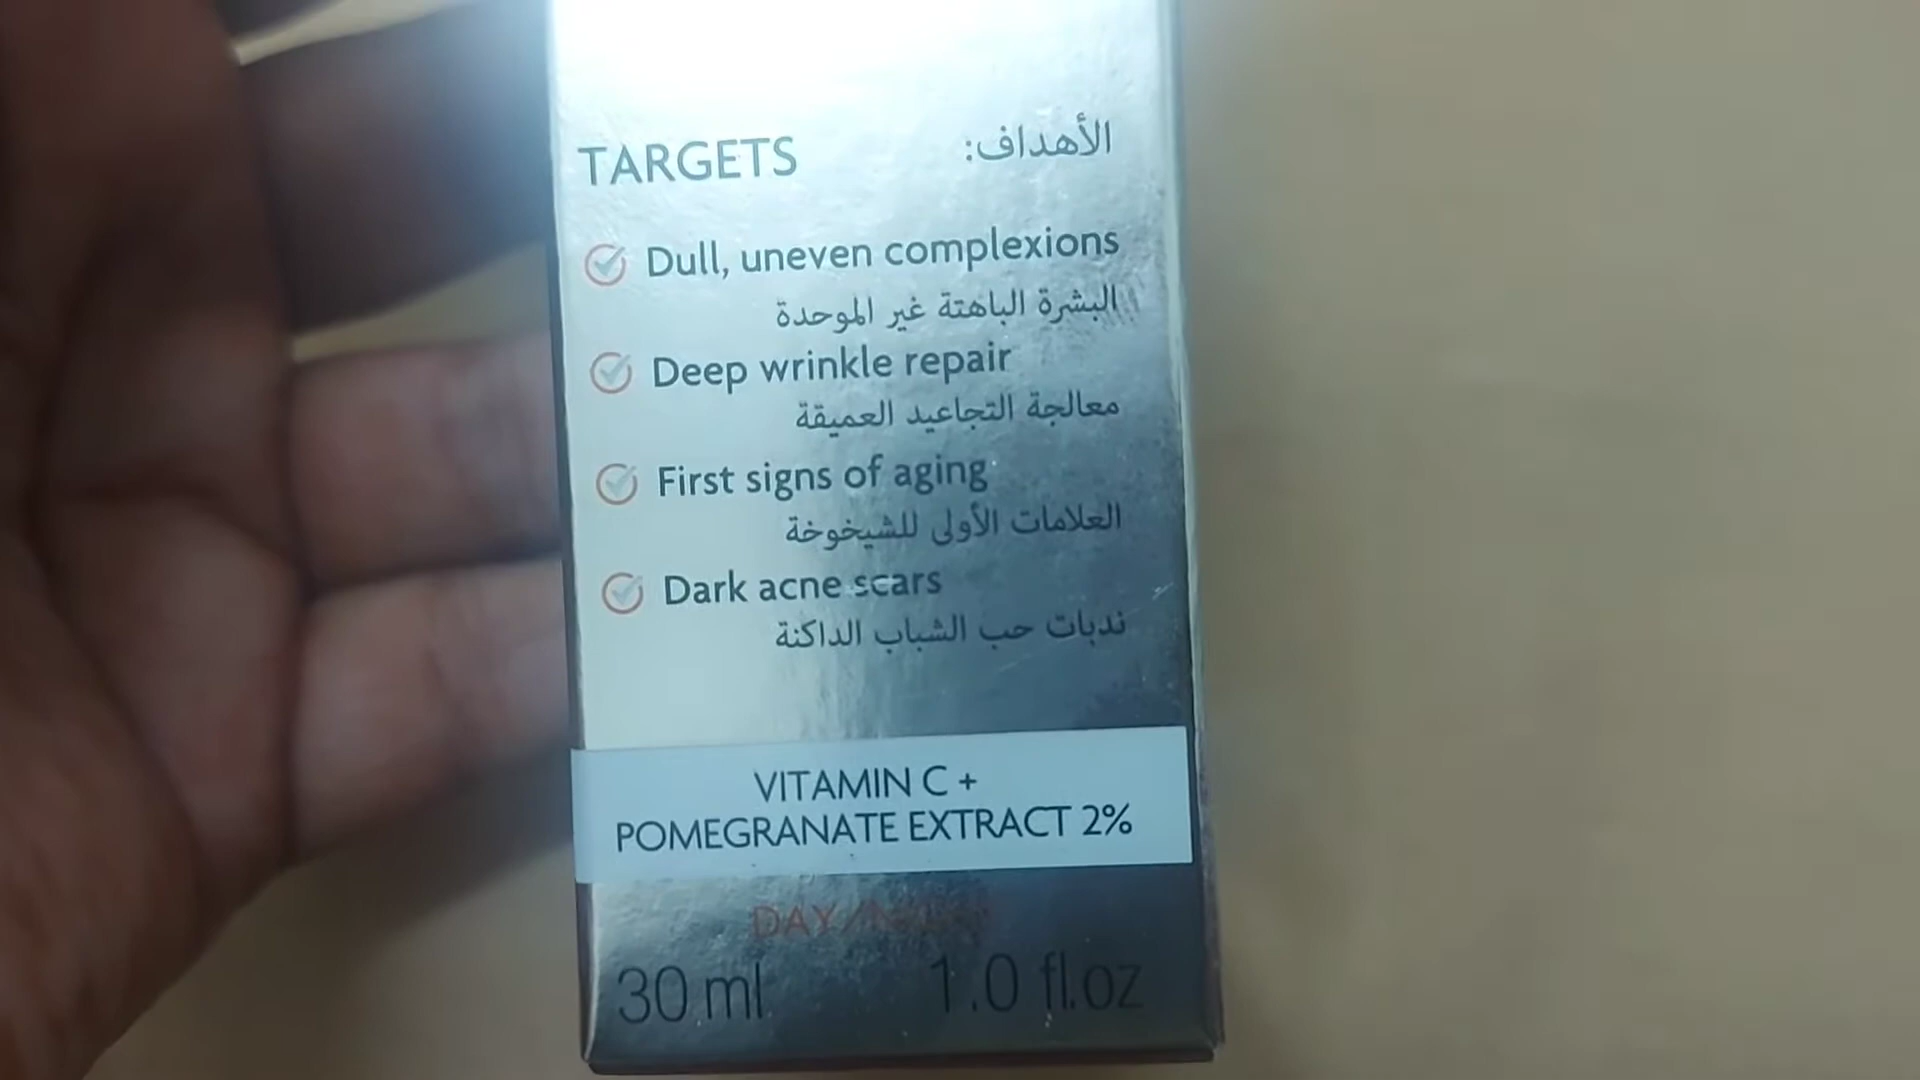 TARGETS الأهداف:
Dull, uneven complexions
البشرة الباهتة غير الموحدة
Deep wrinkle repair
معالجة التجاعيد العميقة
First signs of aging
العلامات الأولى للشيخوخة
Dark acne scars
ندبات حب الشباب الداكنة
VITAMIN C +
POMEGRANATE EXTRACT 2%
DAY/
30 ml 1.0 fl.oz